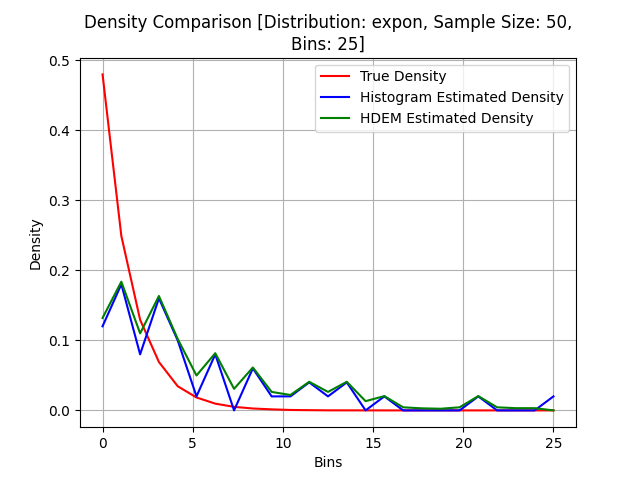 Density Comparison [Distribution: expon, Sample Size: 50,
Bins: 25]
True Density
Histogram Estimated Density
HDEM Estimated Density
Density
0.5
0.4
0.3
0.2
0.1
0.0
0 5 10 15 20 25
Bins